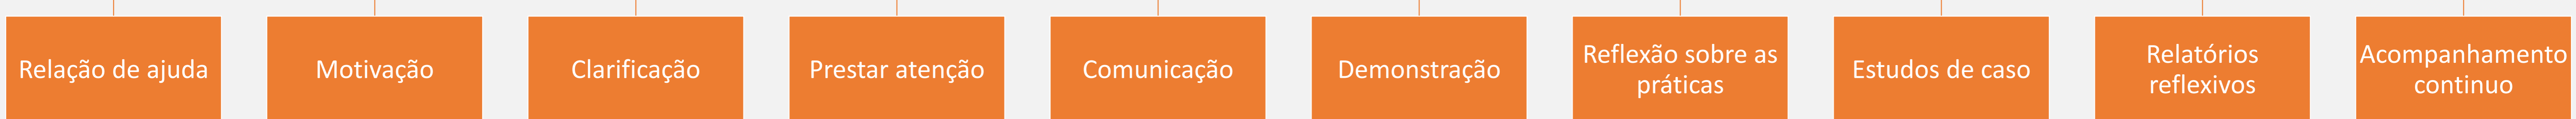 Relação de ajuda
Motivação
Clarificação
Prestar atenção
Comunicação
Demonstração
Reflexão sobre as
práticas
Estudos de caso
Relatórios
reflexivos
Acompanhamento
continuo